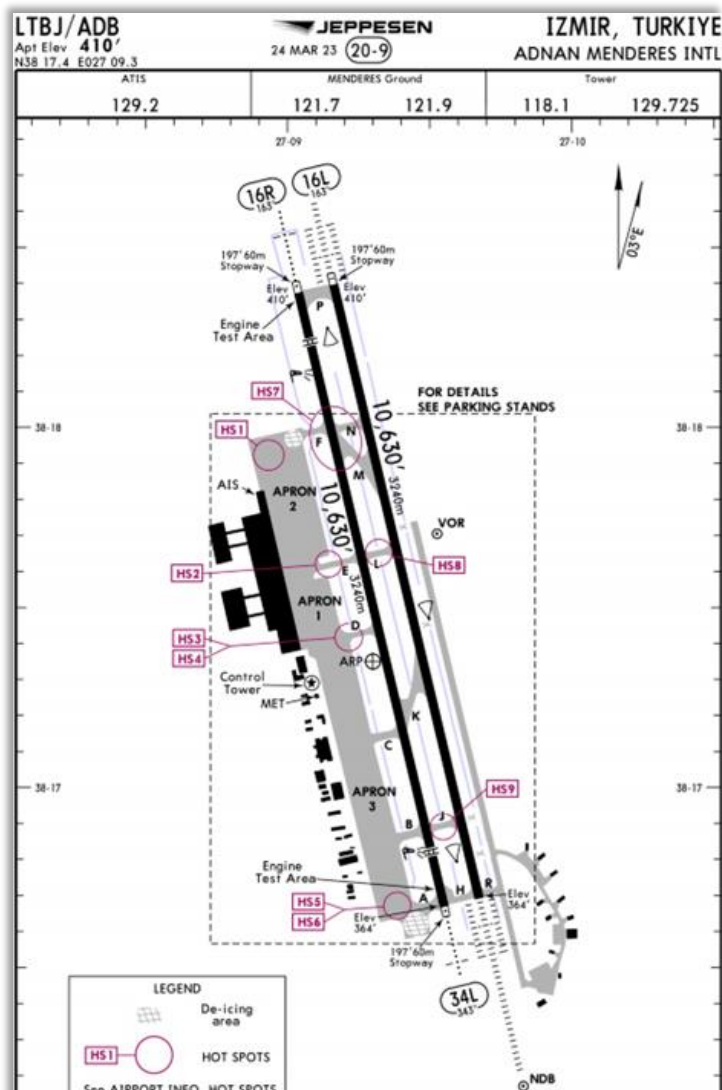 LTBJ/ADB
Apt Elev 410'
N38 17.4 E027 09.3
JEPPESEN
24 MAR 23 20-9
IZMIR, TURKIYE
ADNAN MENDERES INTL
ATIS
MENDERES Ground
Tower
129.2
121.7 121.9
118.1 129.725
27-09
27-10
16R
163°
16L
163°
03°E
197'60m
Stopway
197'60m
Stopway
Elev
410'
Elev
410'
P
Engine
Test Area
HS7
FOR DETAILS
SEE PARKING STANDS
38-18
38-18
HS1
F
N
10,630'
3240m
M
AIS
APRON
2
10,630'
3240m
VOR
HS2
E
L
HS8
APRON
1
HS3
HS4
D
ARP
Control
Tower
MET
K
C
38-17
38-17
APRON
3
HS9
B
J
Engine
Test Area
A
H
R
HS5
HS6
Elev
364'
Elev
364'
197'60m
Stopway
34L
343°
LEGEND
De-icing
area
HS1
HOT SPOTS
See AIRPORT INFO, HOT SPOTS
NDB